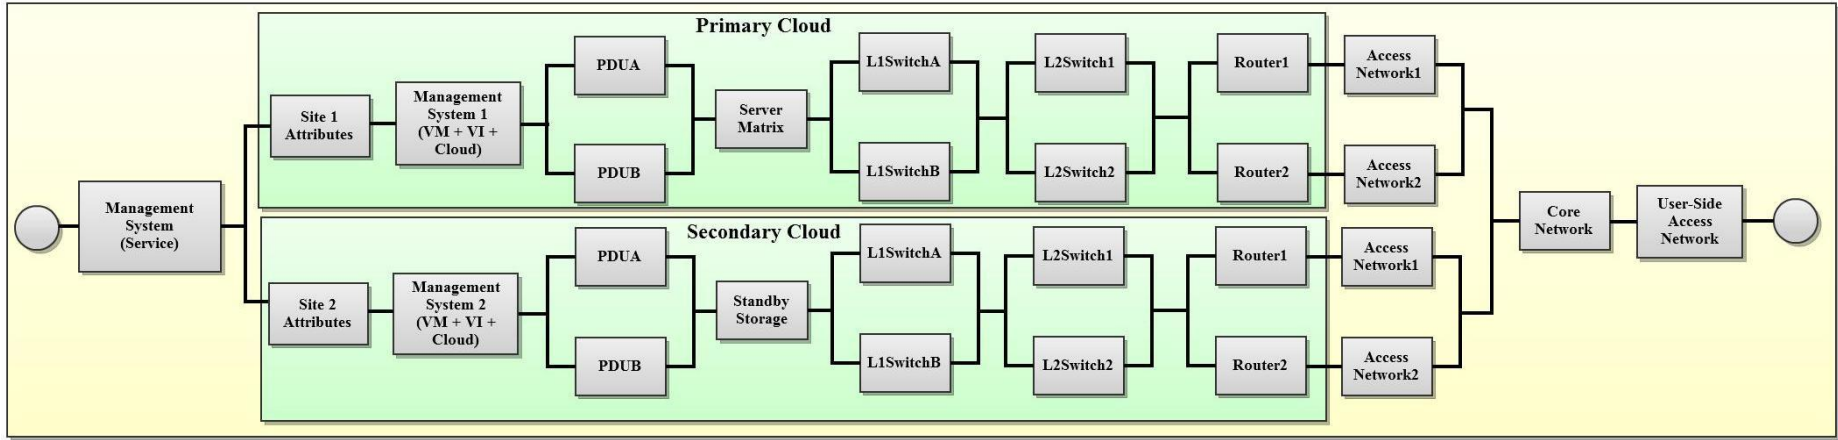 Management
System
(Service)
Primary Cloud
Site 1
Attributes
Management
System 1
(VM + VI +
Cloud)
PDUA
PDUB
Server
Matrix
L1SwitchA
L1SwitchB
L2Switch1
L2Switch2
Router1
Router2
Access
Network1
Access
Network2
Secondary Cloud
Site 2
Attributes
Management
System 2
(VM + VI +
Cloud)
PDUA
PDUB
Standby
Storage
L1SwitchA
L1SwitchB
L2Switch1
L2Switch2
Router1
Router2
Access
Network1
Access
Network2
Core
Network
User-Side
Access
Network